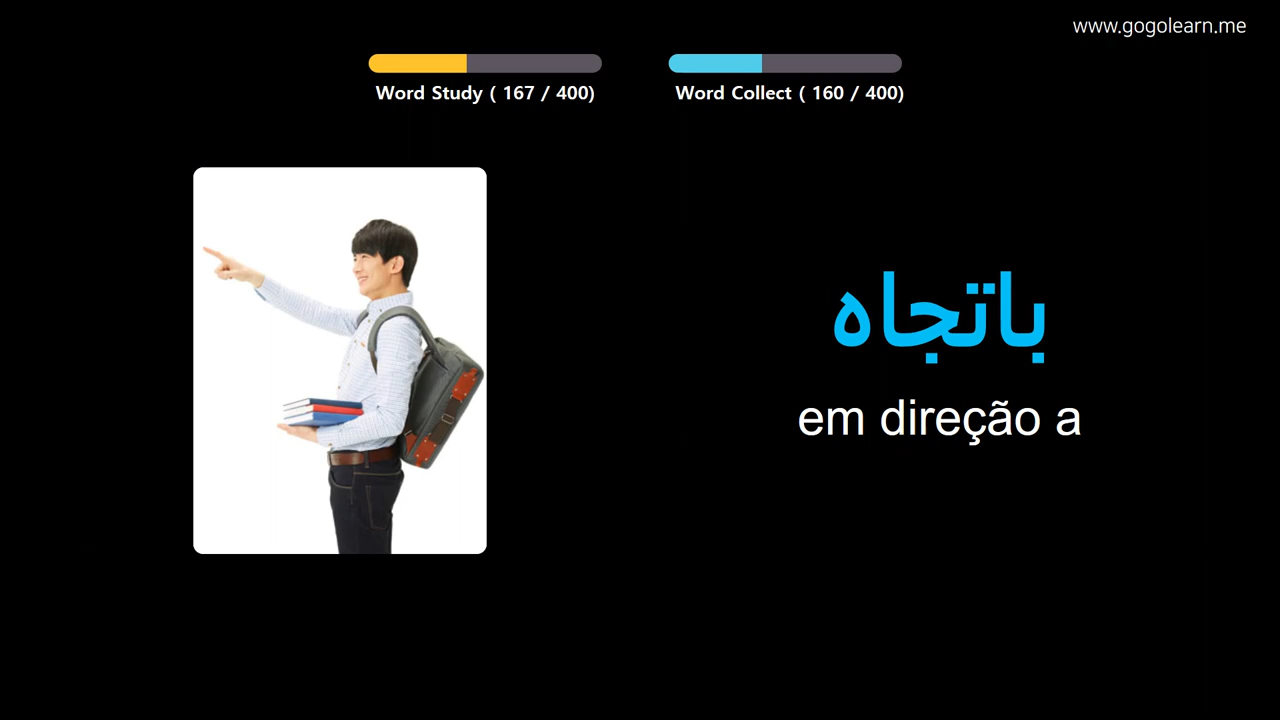 www.gogolearn.me
Word Study ( 167 / 400)
Word Collect ( 160 / 400)
باتجاه
em direção a